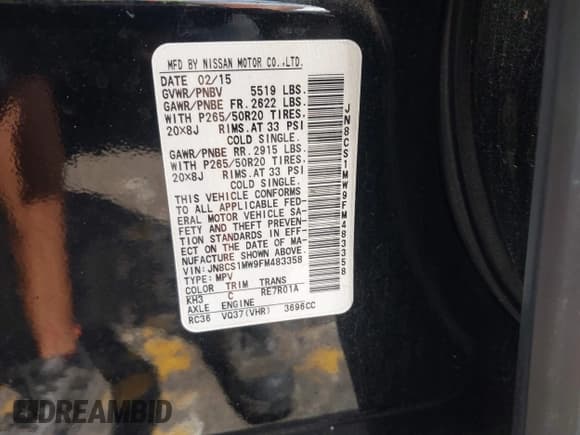 MFD BY NISSAN MOTOR CO.,LTD.
DATE 02/15
GVWR/PNBV 5519 LBS.
GAWR/PNBE FR. 2622 LBS.
WITH P265/50R20 TIRES.
20X8J RIMS.AT 33 PSI
COLD SINGLE.
GAWR/PNBE RR. 2915 LBS.
WITH P265/50R20 TIRES.
20X8J RIMS.AT 33 PSI
COLD SINGLE.
THIS VEHICLE CONFORMS
TO ALL APPLICABLE FED-
ERAL MOTOR VEHICLE SA-
FETY AND THEFT PREVEN-
TION STANDARDS IN EFF-
ECT ON THE DATE OF MA-
NUFACTURE SHOWN ABOVE.
VIN:JN8CS1MW9FM483358
TYPE: MPV
COLOR TRIM TRANS
KH3 C RE7R01A
AXLE ENGINE
RC36 VQ37(VHR) 3696CC
JN8CS1MW9FM483358
DREAMBID